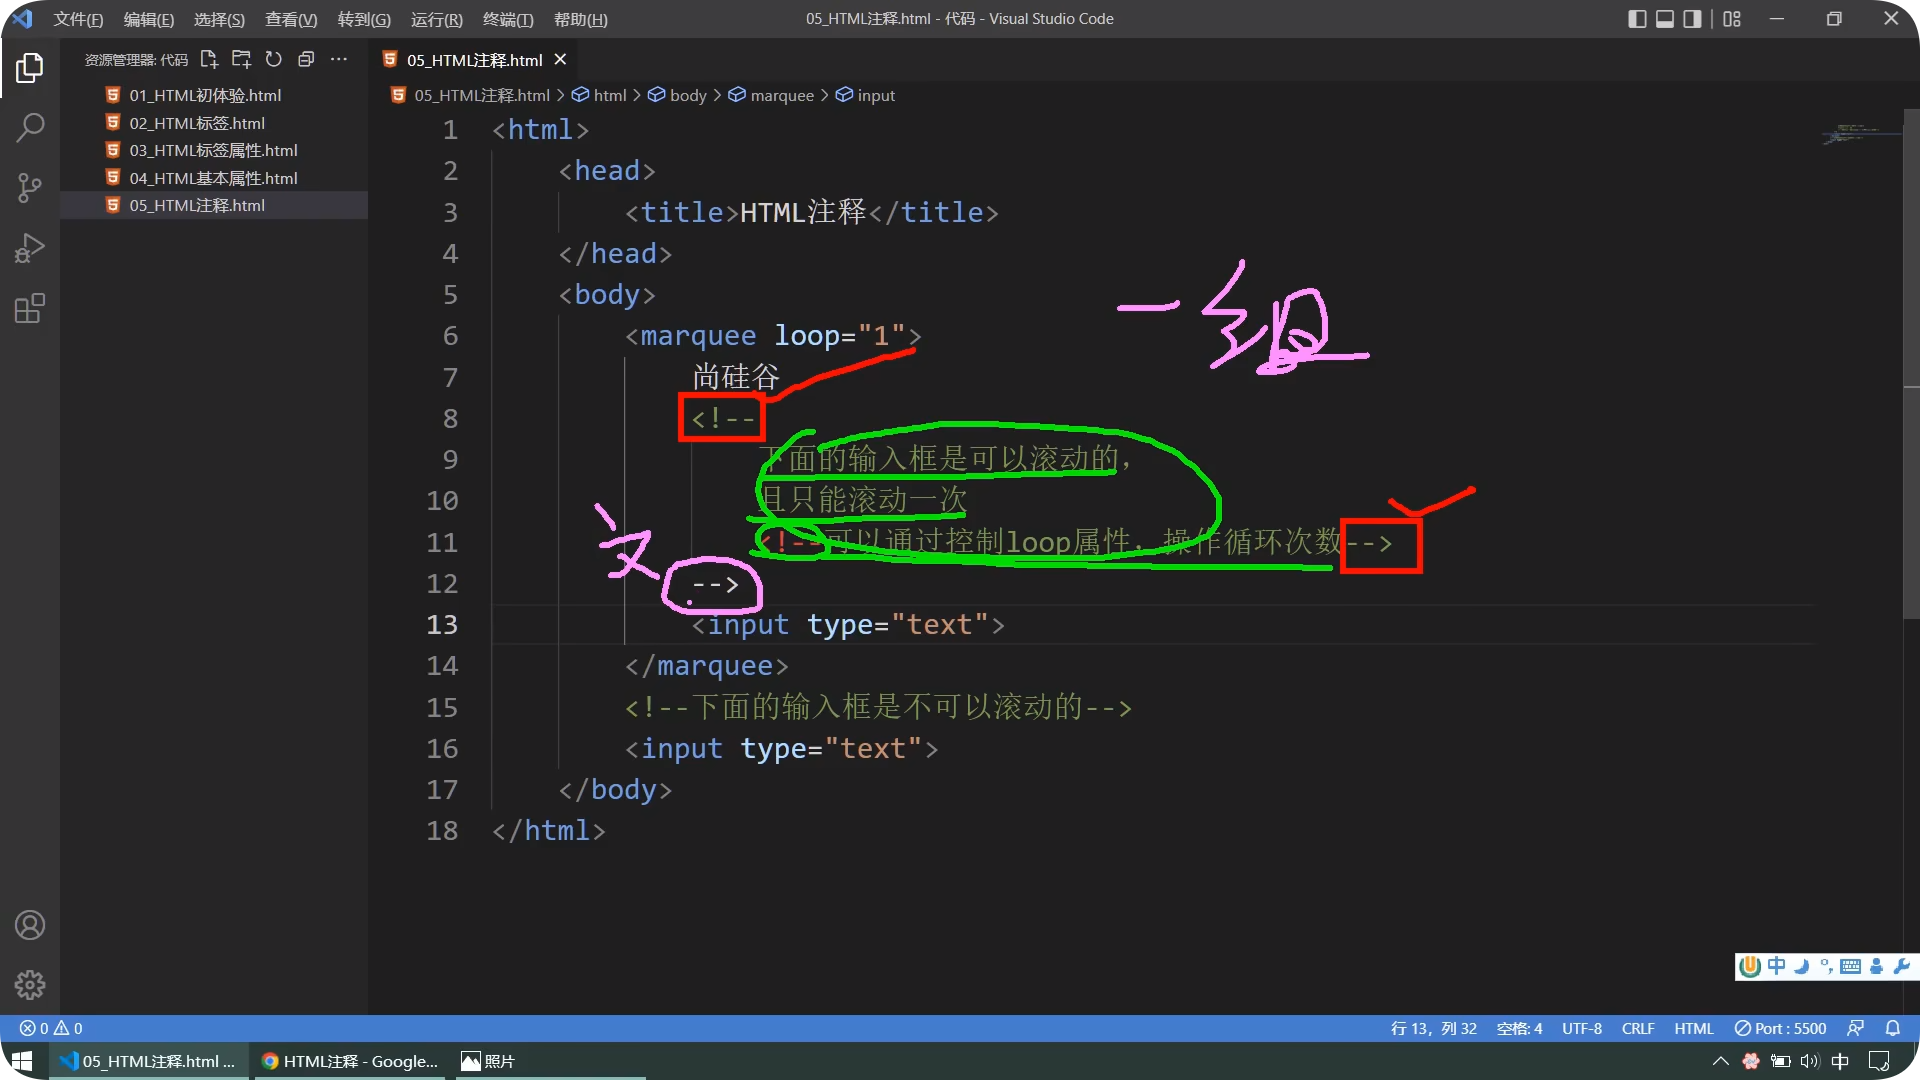 文件(F) 编辑(E) 选择(S) 查看(V) 转到(G) 运行(R) 终端(T) 帮助(H)
05_HTML注释.html - 代码 - Visual Studio Code
资源管理器: 代码
01_HTML初体验.html
02_HTML标签.html
03_HTML标签属性.html
04_HTML基本属性.html
05_HTML注释.html
05_HTML注释.html
05_HTML注释.html > html > body > marquee > input
1 <html>
2 <head>
3 <title>HTML注释</title>
4 </head>
5 <body>
一组
6 <marquee loop="1">
7 尚硅谷
8 <!--
9 下面的输入框是可以滚动的,
10 且只能滚动一次
11 <!--可以通过控制loop属性, 操作循环次数-->
文
12 -->
13 <input type="text">
14 </marquee>
15 <!--下面的输入框是不可以滚动的-->
16 <input type="text">
17 </body>
18 </html>
中
0 0
行 13, 列 32 空格: 4 UTF-8 CRLF HTML Port : 5500
05_HTML注释.html ... HTML注释 - Google... 照片
中